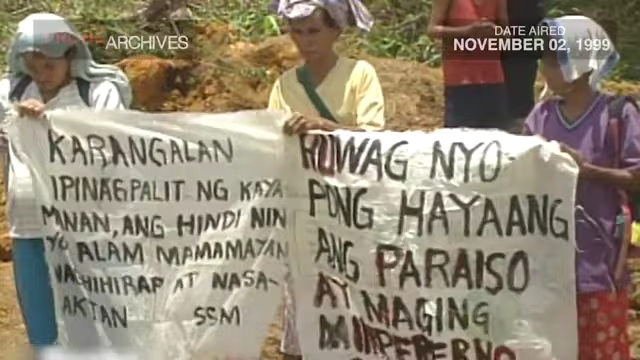 ARCHIVES
DATE AIRED
NOVEMBER 02, 1999
KARANGALAN
IPINAGPALIT NG KAYA
MANAN, ANG HINDI NIN
YO ALAM MAMAMAYAN
NAGHIHIRAP AT NASA-
AKTAN SSM
HUWAG NYO
PONG HAYAANG
ANG PARAISO
AY MAGING